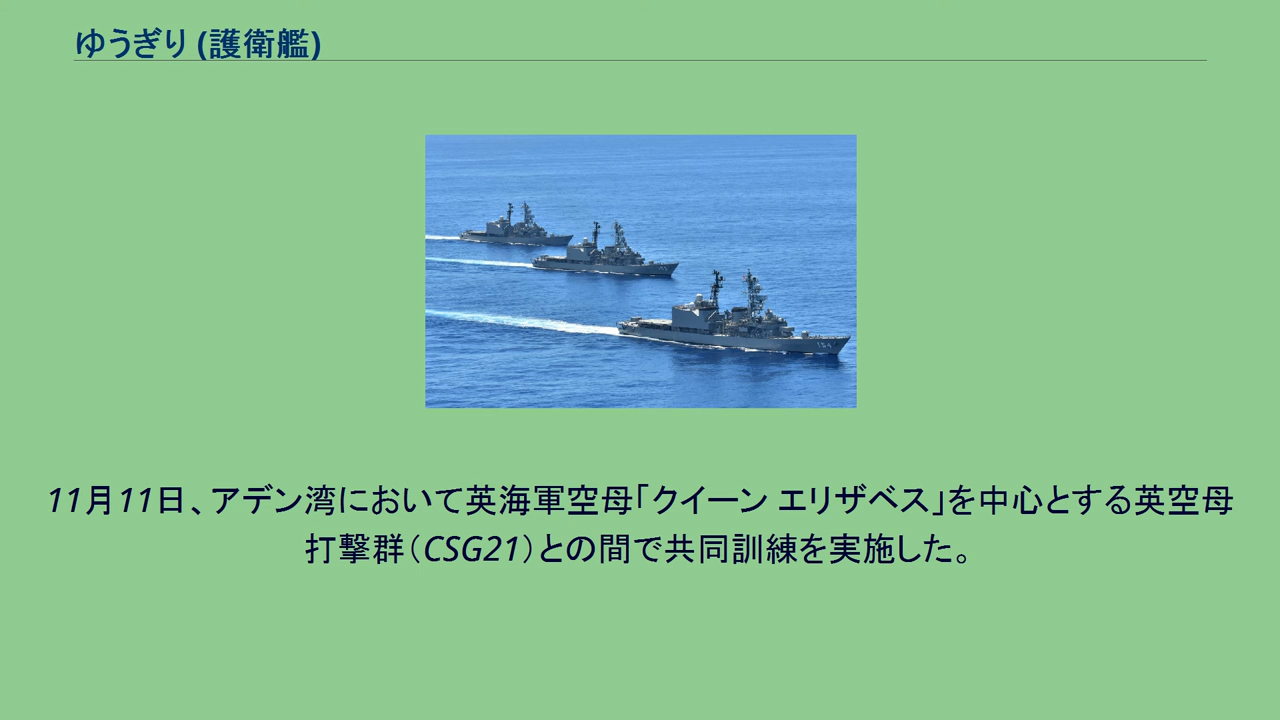 ゆうぎり (護衛艦)
11月11日、アデン湾において英海軍空母「クイーン エリザベス」を中心とする英空母
打撃群（CSG21）との間で共同訓練を実施した。